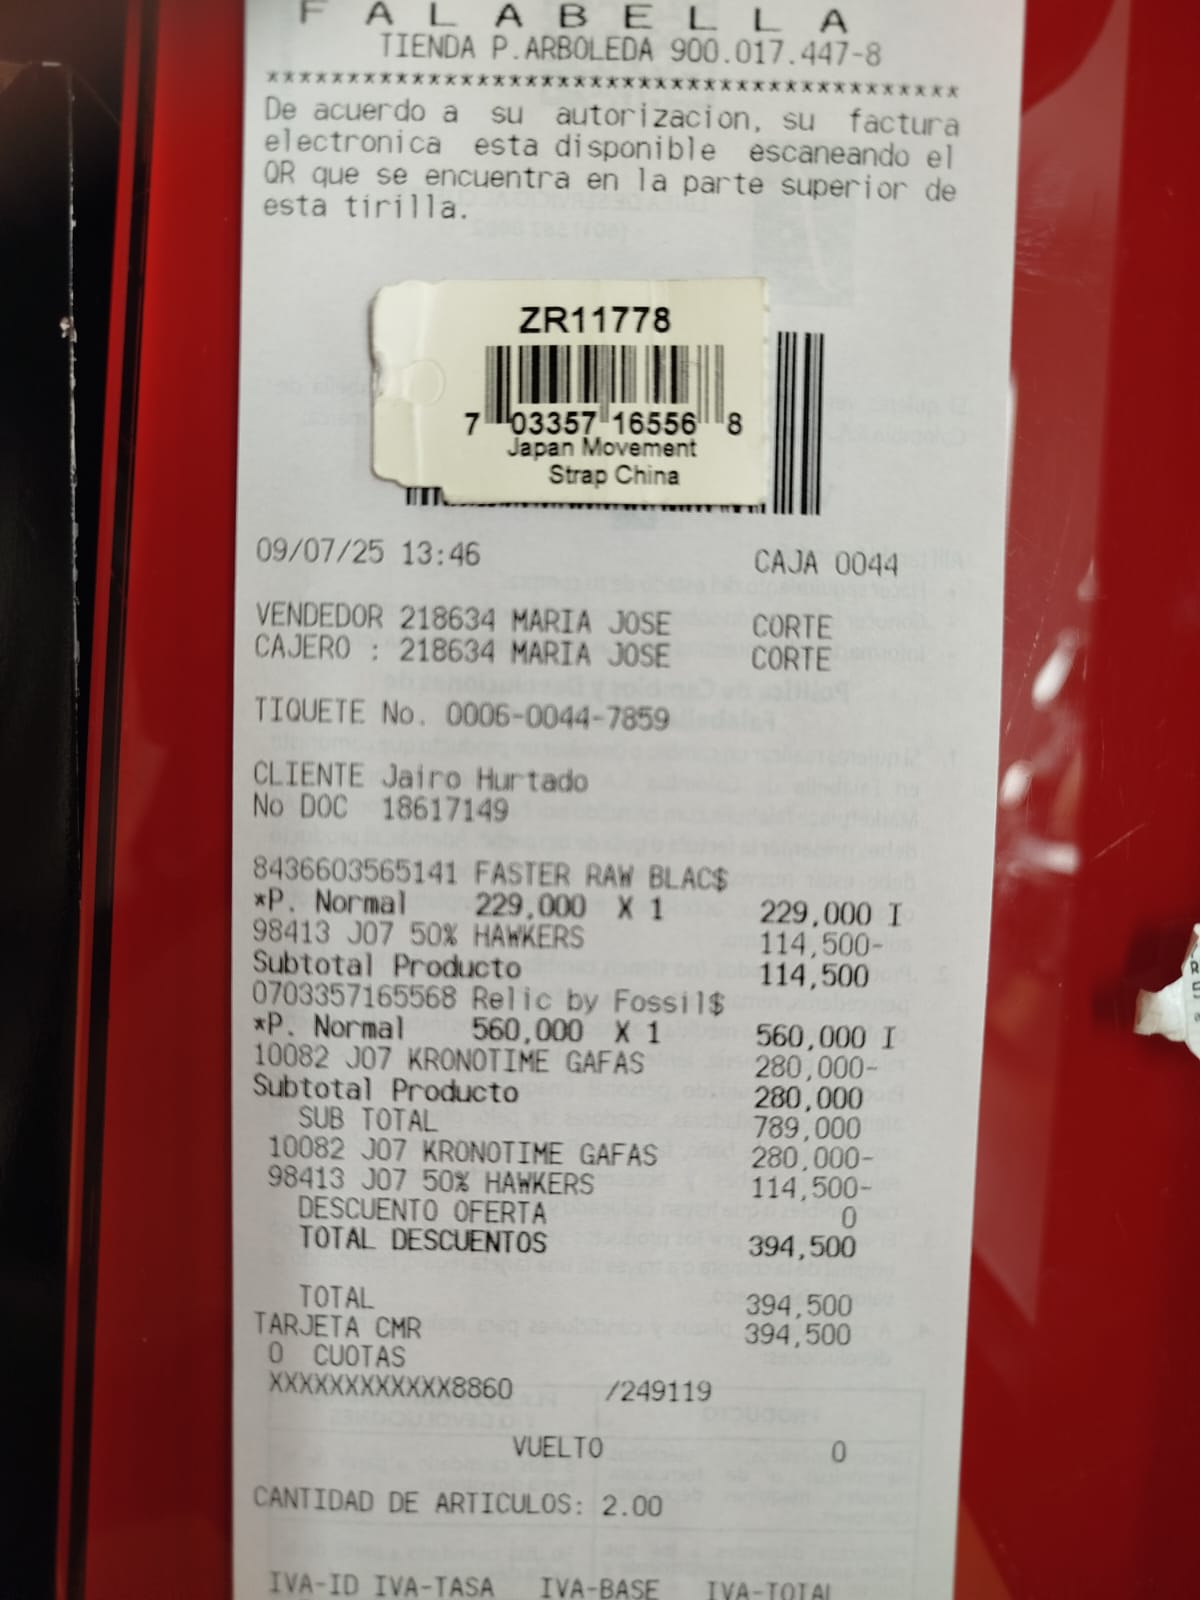 FALABELLA
TIENDA P.ARBOLEDA 900.017.447-8
******************************************
De acuerdo a su autorizacion, su factura
electronica esta disponible escaneando el
QR que se encuentra en la parte superior de
esta tirilla.
ZR11778
7 03357 16556 8
Japan Movement
Strap China
09/07/25 13:46 CAJA 0044
VENDEDOR 218634 MARIA JOSE CORTE
CAJERO : 218634 MARIA JOSE CORTE
TIQUETE No. 0006-0044-7859
CLIENTE Jairo Hurtado
No DOC 18617149
8436603565141 FASTER RAW BLAC$
*P. Normal 229,000 X 1 229,000 I
98413 J07 50% HAWKERS 114,500-
Subtotal Producto 114,500
0703357165568 Relic by Fossil$
*P. Normal 560,000 X 1 560,000 I
10082 J07 KRONOTIME GAFAS 280,000-
Subtotal Producto 280,000
SUB TOTAL 789,000
10082 J07 KRONOTIME GAFAS 280,000-
98413 J07 50% HAWKERS 114,500-
DESCUENTO OFERTA 0
TOTAL DESCUENTOS 394,500
TOTAL 394,500
TARJETA CMR 394,500
0 CUOTAS
XXXXXXXXXXXX8860 /249119
VUELTO 0
CANTIDAD DE ARTICULOS: 2.00
IVA-ID IVA-TASA IVA-BASE IVA-TOTAL